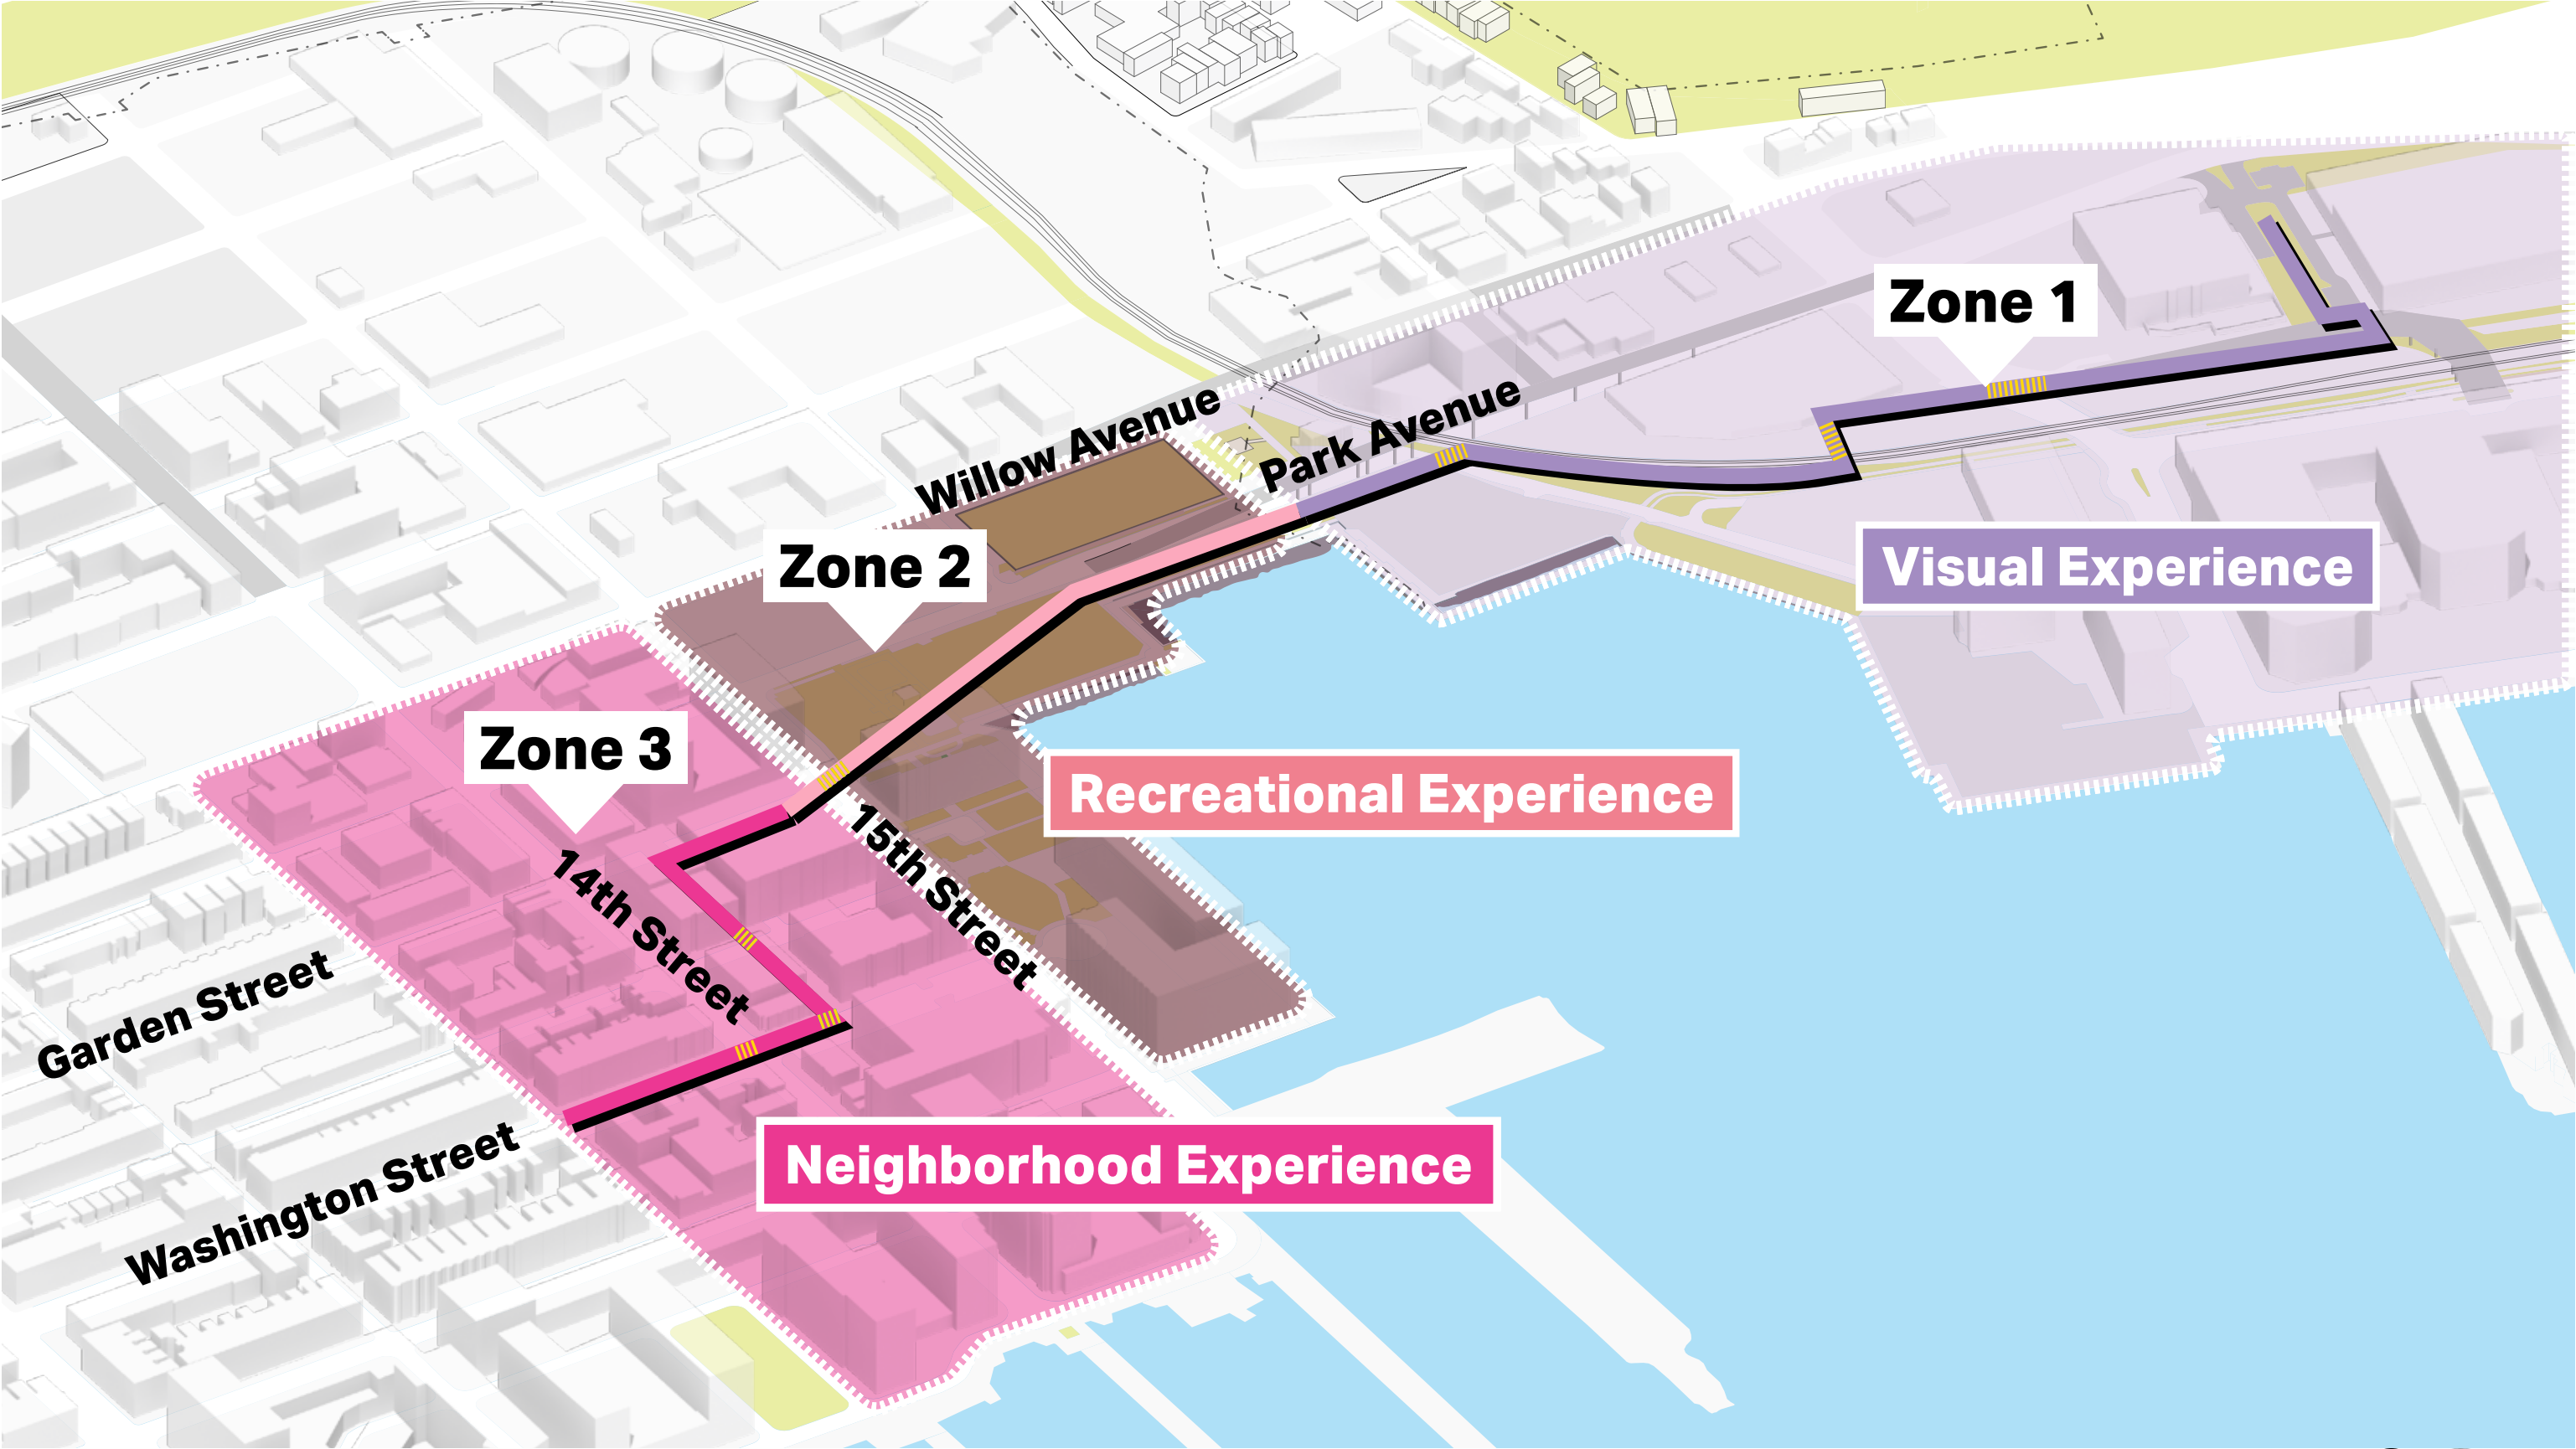 Zone 1
Willow Avenue
Park Avenue
Zone 2
Visual Experience
Zone 3
Recreational Experience
15th Street
14th Street
Garden Street
Neighborhood Experience
Washington Street